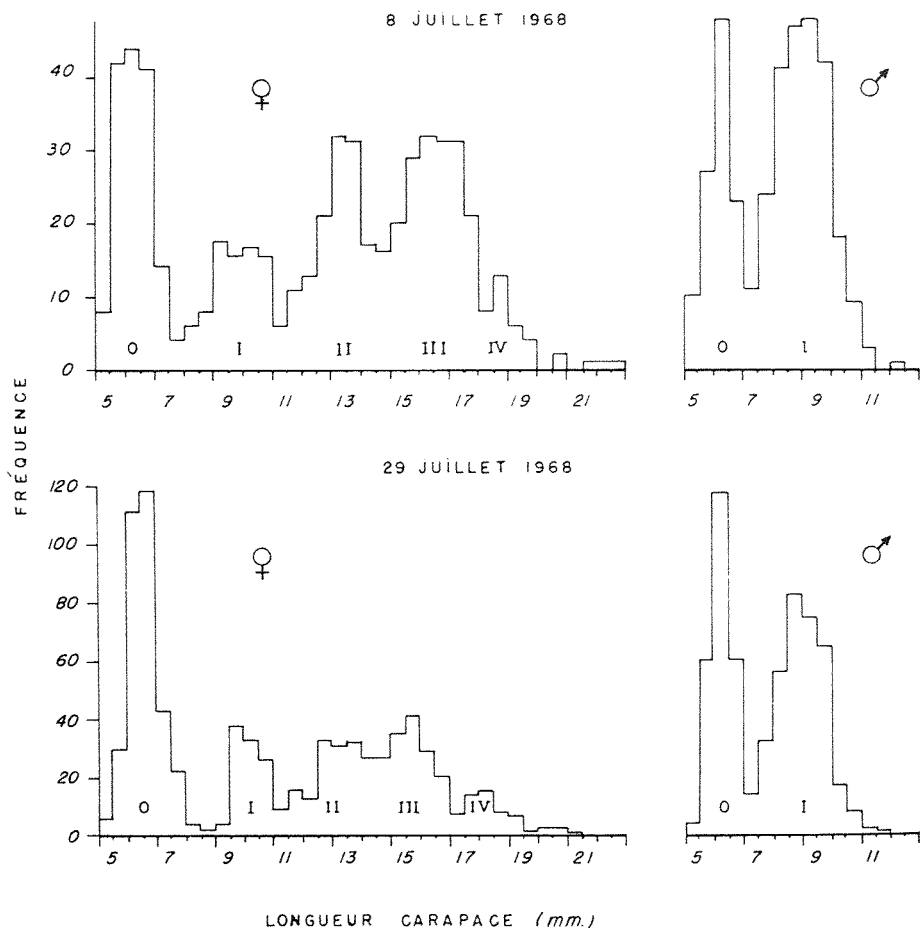 8 JUILLET 1968
FRÉQUENCE
40
30
20
10
0
♀
♂
O I II III IV
O I
5 7 9 11 13 15 17 19 21
5 7 9 11
29 JUILLET 1968
120
100
80
60
40
20
0
♀
♂
O I II III IV
O I
5 7 9 11 13 15 17 19 21
5 7 9 11
LONGUEUR CARAPACE (mm.)